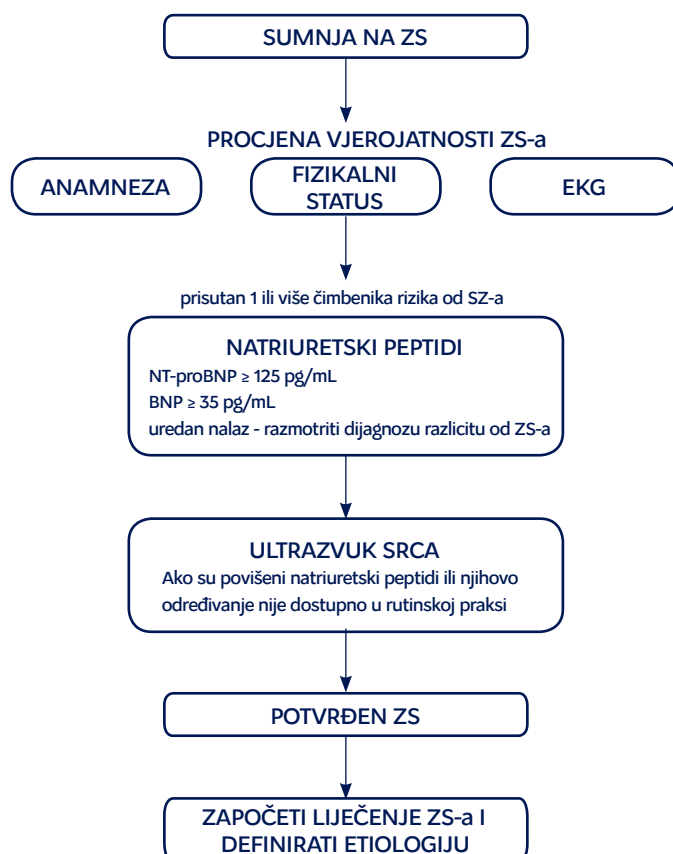 SUMNJA NA ZS
PROCJENA VJEROJATNOSTI ZS-a
ANAMNEZA
FIZIKALNI
STATUS
EKG
prisutan 1 ili više čimbenika rizika od SZ-a
NATRIURETSKI PEPTIDI
NT-proBNP ≥ 125 pg/mL
BNP ≥ 35 pg/mL
uredan nalaz - razmotriti dijagnozu razlicitu od ZS-a
ULTRAZVUK SRCA
Ako su povišeni natriuretski peptidi ili njihovo
određivanje nije dostupno u rutinskoj praksi
POTVRĐEN ZS
ZAPOČETI LIJEČENJE ZS-a I
DEFINIRATI ETIOLOGIJU